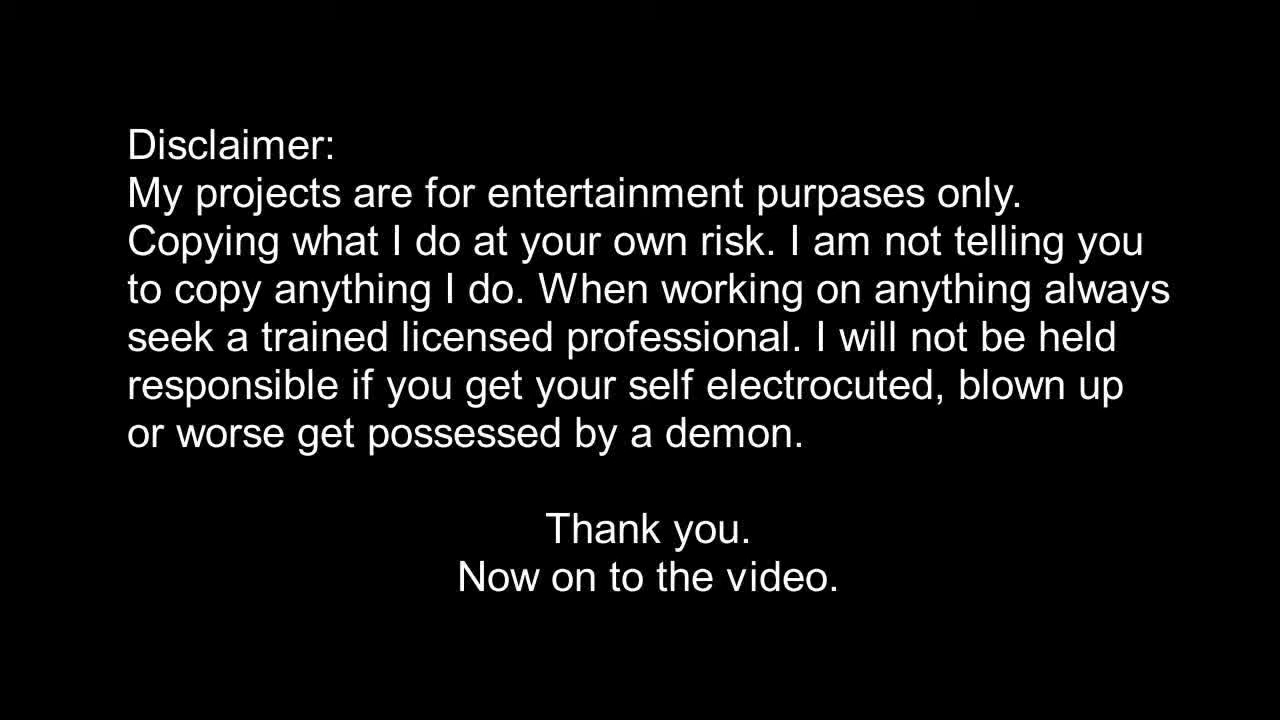 Disclaimer:
My projects are for entertainment purpases only.
Copying what I do at your own risk. I am not telling you
to copy anything I do. When working on anything always
seek a trained licensed professional. I will not be held
responsible if you get your self electrocuted, blown up
or worse get possessed by a demon.
Thank you.
Now on to the video.